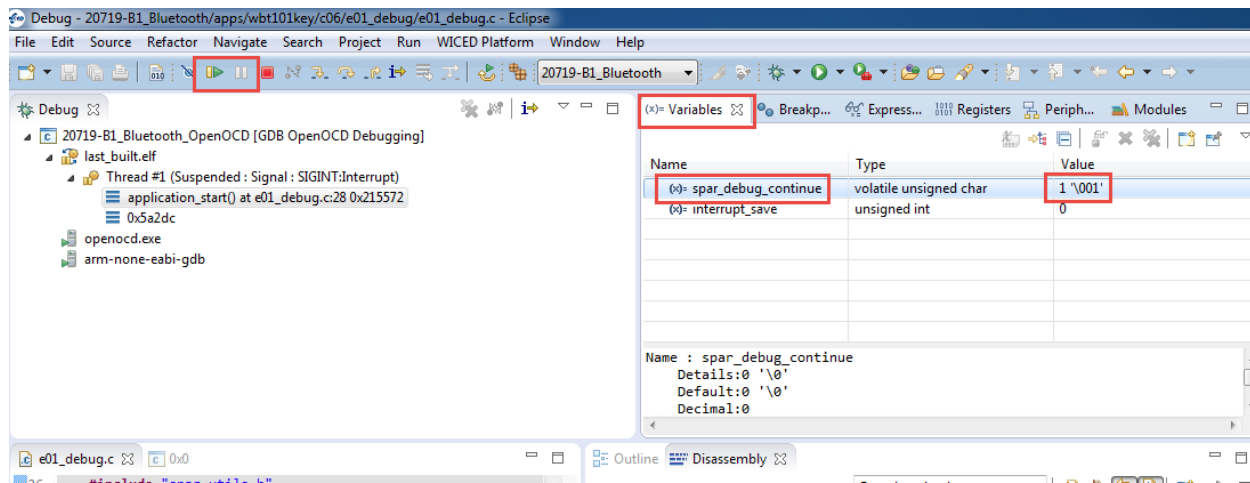 Debug - 20719-B1_Bluetooth/apps/wbt101key/c06/e01_debug/e01_debug.c - Eclipse
File Edit Source Refactor Navigate Search Project Run WICED Platform Window Help
20719-B1_Bluetooth
Debug
20719-B1_Bluetooth_OpenOCD [GDB OpenOCD Debugging]
last_built.elf
Thread #1 (Suspended : Signal : SIGINT:Interrupt)
application_start() at e01_debug.c:28 0x215572
0x5a2dc
openocd.exe
arm-none-eabi-gdb
(x)= Variables Breakp... Express... Registers Periph... Modules
Name Type Value
(x)= spar_debug_continue volatile unsigned char 1 '\001'
(x)= interrupt_save unsigned int 0
Name : spar_debug_continue
Details:0 '\0'
Default:0 '\0'
Decimal:0
e01_debug.c 0x0
Outline Disassembly
#include "spar_utils.h"